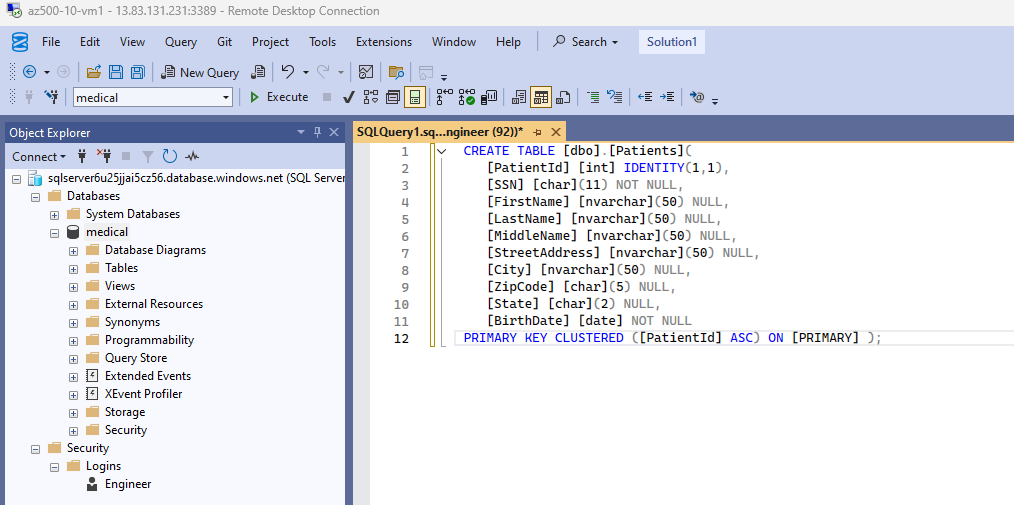 az500-10-vm1 - 13.83.131.231:3389 - Remote Desktop Connection
File Edit View Query Git Project Tools Extensions Window Help Search Solution1
New Query
medical Execute
Object Explorer
Connect
sqlserver6u25jjai5cz56.database.windows.net (SQL Server
Databases
System Databases
medical
Database Diagrams
Tables
Views
External Resources
Synonyms
Programmability
Query Store
Extended Events
XEvent Profiler
Storage
Security
Security
Logins
Engineer
SQLQuery1.sq...ngineer (92))*
1 CREATE TABLE [dbo].[Patients](
2 [PatientId] [int] IDENTITY(1,1),
3 [SSN] [char](11) NOT NULL,
4 [FirstName] [nvarchar](50) NULL,
5 [LastName] [nvarchar](50) NULL,
6 [MiddleName] [nvarchar](50) NULL,
7 [StreetAddress] [nvarchar](50) NULL,
8 [City] [nvarchar](50) NULL,
9 [ZipCode] [char](5) NULL,
10 [State] [char](2) NULL,
11 [BirthDate] [date] NOT NULL
12 PRIMARY KEY CLUSTERED ([PatientId] ASC) ON [PRIMARY] );